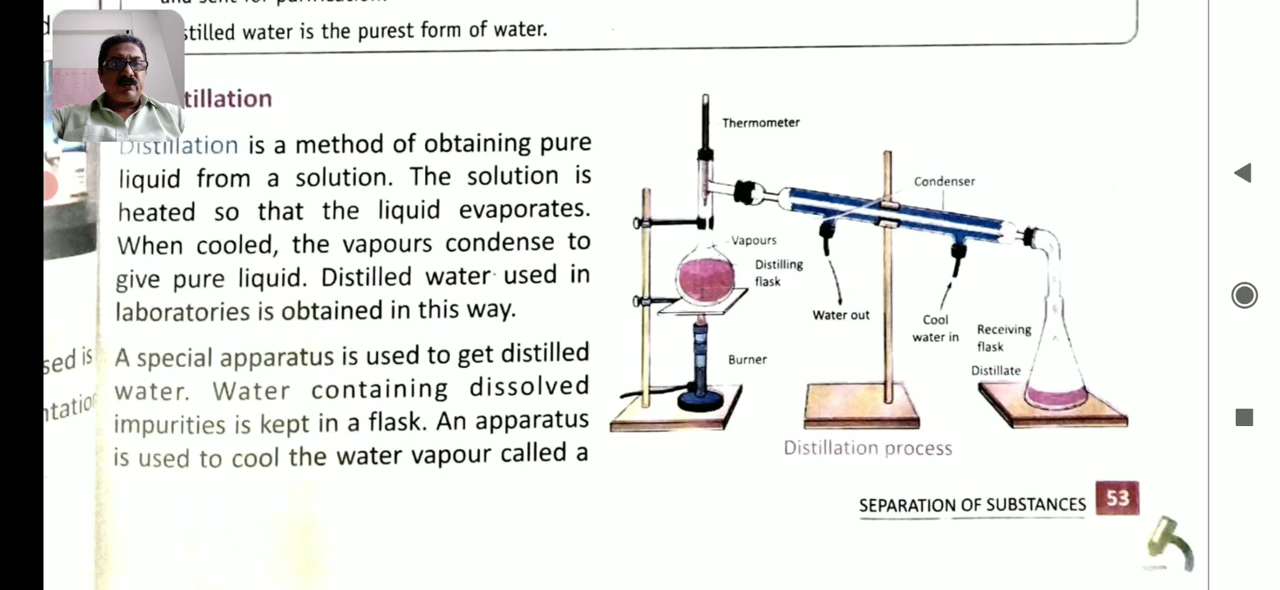 distilled water is the purest form of water.
Distillation
Distillation is a method of obtaining pure
liquid from a solution. The solution is
heated so that the liquid evaporates.
When cooled, the vapours condense to
give pure liquid. Distilled water used in
laboratories is obtained in this way.
A special apparatus is used to get distilled
water. Water containing dissolved
impurities is kept in a flask. An apparatus
is used to cool the water vapour called a
Thermometer
Condenser
Vapours
Distilling
flask
Water out
Cool
water in
Receiving
flask
Distillate
Burner
Distillation process
SEPARATION OF SUBSTANCES 53
sed is